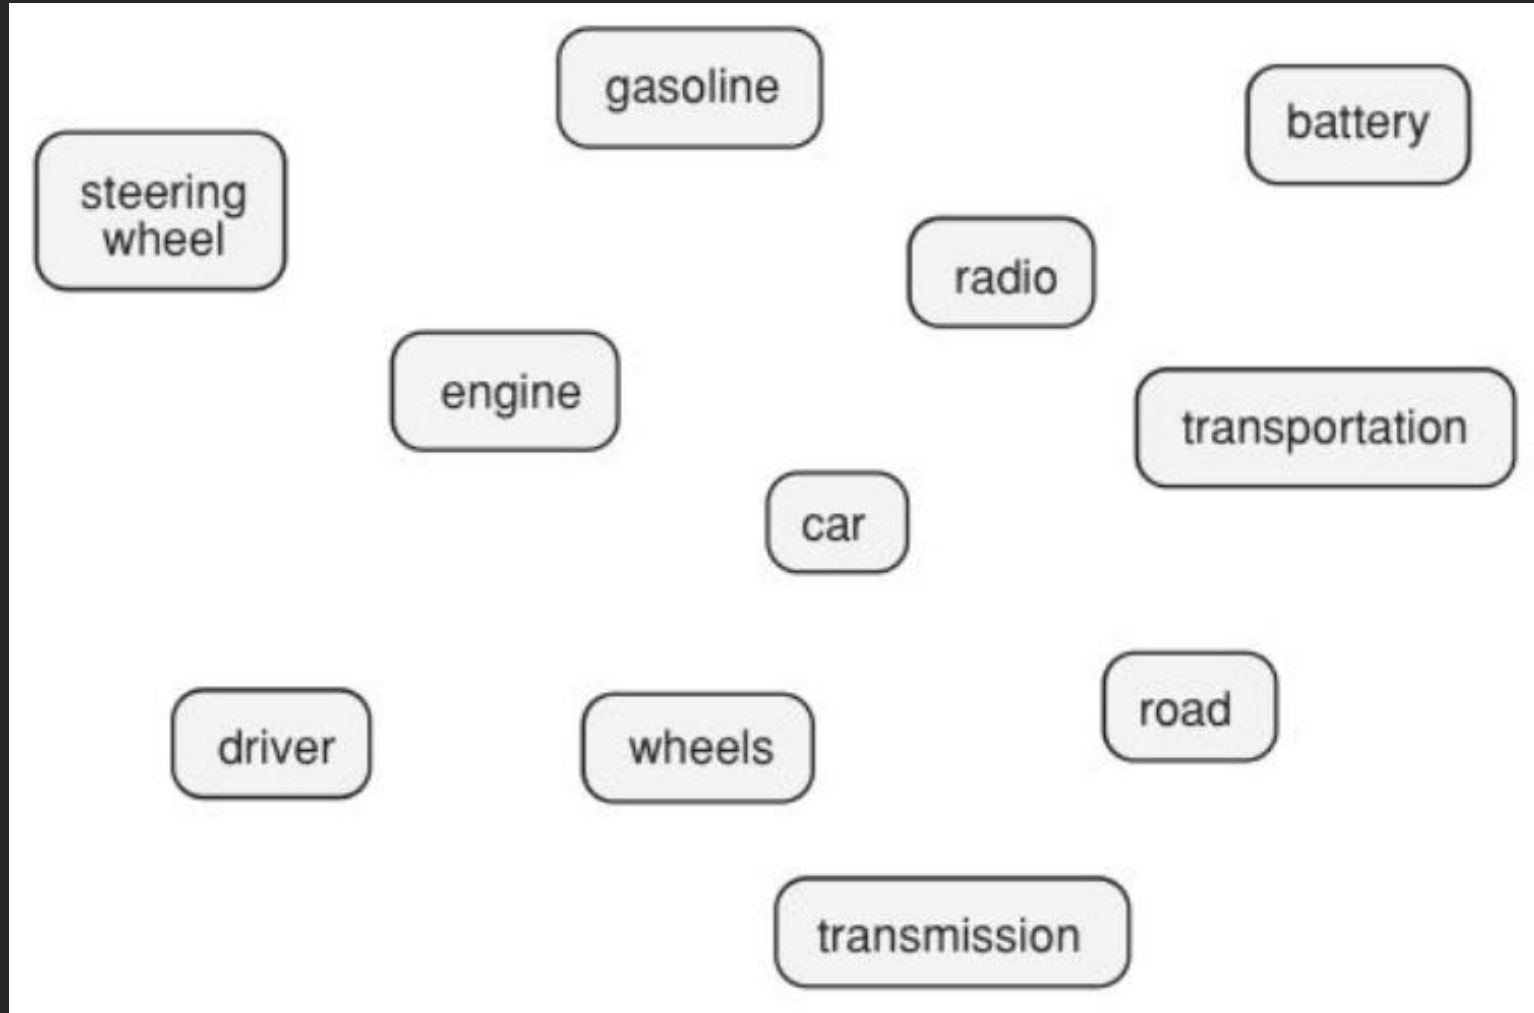 gasoline
battery
steering
wheel
radio
engine
transportation
car
road
driver
wheels
transmission